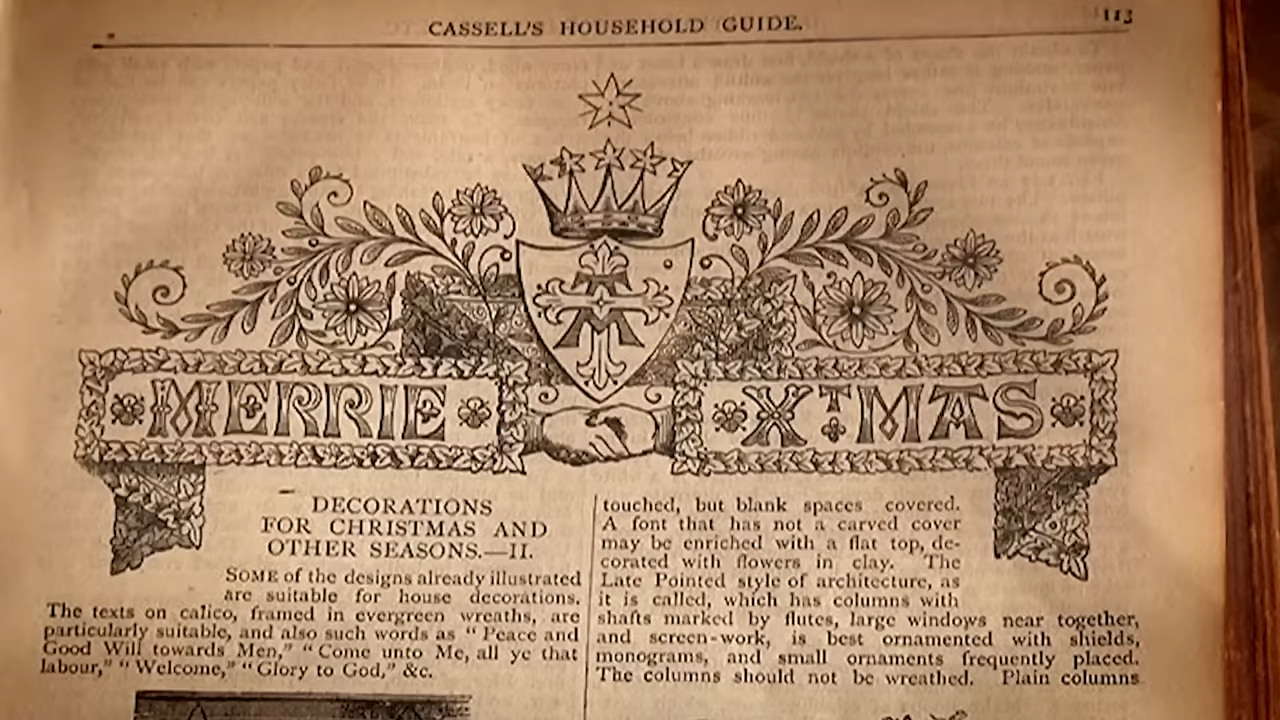 CASSELL'S HOUSEHOLD GUIDE.
113
MERRIE
XTMAS
DECORATIONS
FOR CHRISTMAS AND
OTHER SEASONS.—II.
SOME of the designs already illustrated
are suitable for house decorations.
The texts on calico, framed in evergreen wreaths, are
particularly suitable, and also such words as "Peace and
Good Will towards Men," "Come unto Me, all ye that
labour," "Welcome," "Glory to God," &c.
touched, but blank spaces covered.
A font that has not a carved cover
may be enriched with a flat top, de-
corated with flowers in clay. The
Late Pointed style of architecture, as
it is called, which has columns with
shafts marked by flutes, large windows near together,
and screen-work, is best ornamented with shields,
monograms, and small ornaments frequently placed.
The columns should not be wreathed. Plain columns